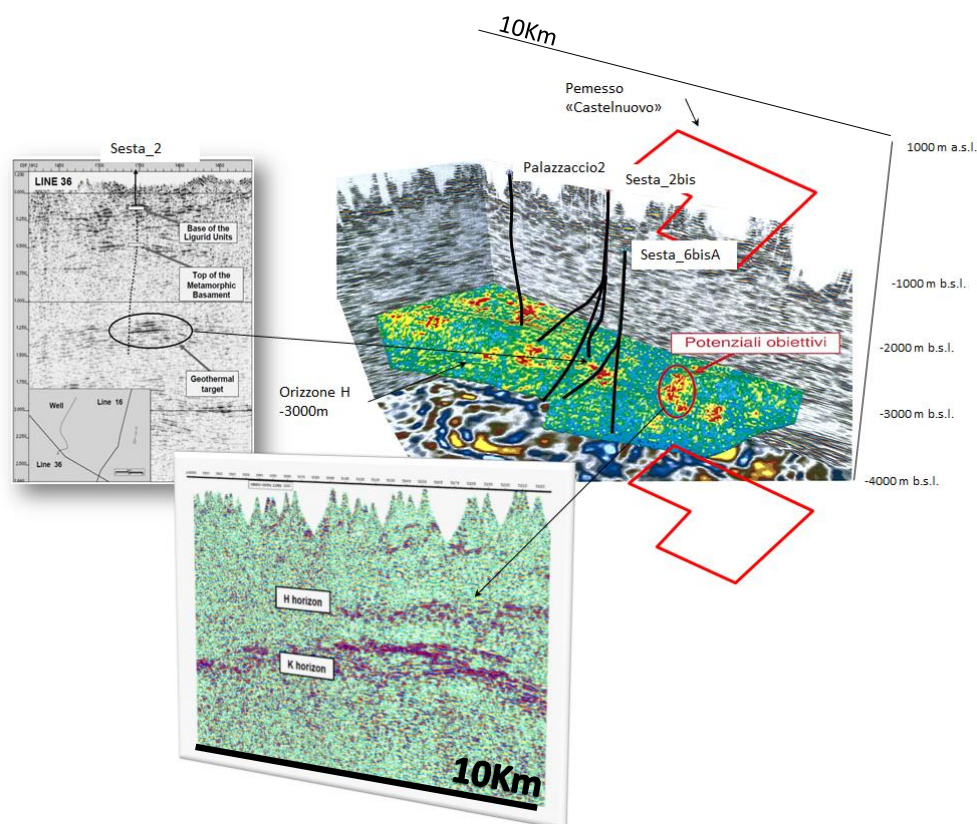 10Km
Pemesso
«Castelnuovo»
1000 m a.s.l.
Sesta_2
LINE 36
Palazzaccio2
Sesta_2bis
Base of the
Ligurid Units
Sesta_6bisA
Top of the
Metamorphic
Basament
-1000 m b.s.l.
Potenziali obiettivi
-2000 m b.s.l.
Geothermal
target
Orizzone H
-3000m
-3000 m b.s.l.
Well
Line 16
Line 36
-4000 m b.s.l.
H horizon
K horizon
10Km